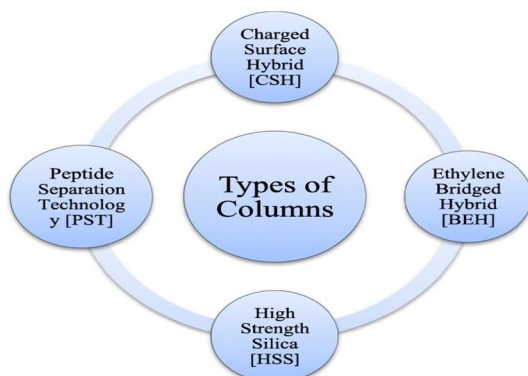 Charged
Surface
Hybrid
[CSH]
Peptide
Separation
Technolog
y [PST]
Types of
Columns
Ethylene
Bridged
Hybrid
[BEH]
High
Strength
Silica
[HSS]